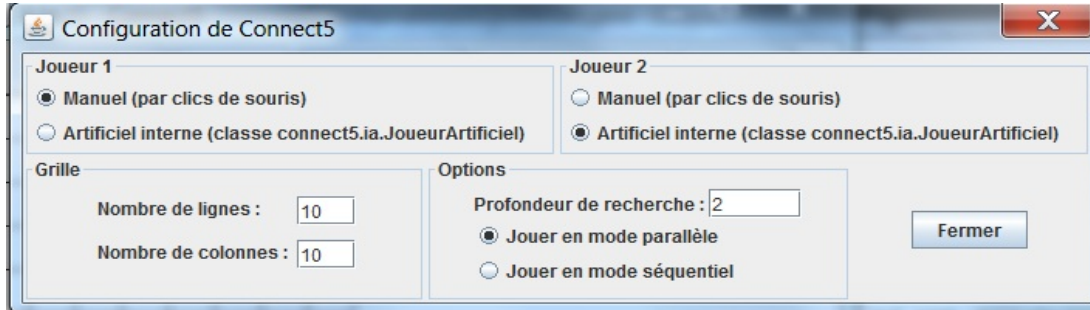 Configuration de Connect5
X
Joueur 1
Manuel (par clics de souris)
Artificiel interne (classe connect5.ia.JoueurArtificiel)
Joueur 2
Manuel (par clics de souris)
Artificiel interne (classe connect5.ia.JoueurArtificiel)
Grille
Nombre de lignes : 10
Nombre de colonnes : 10
Options
Profondeur de recherche : 2
Jouer en mode parallèle
Jouer en mode séquentiel
Fermer